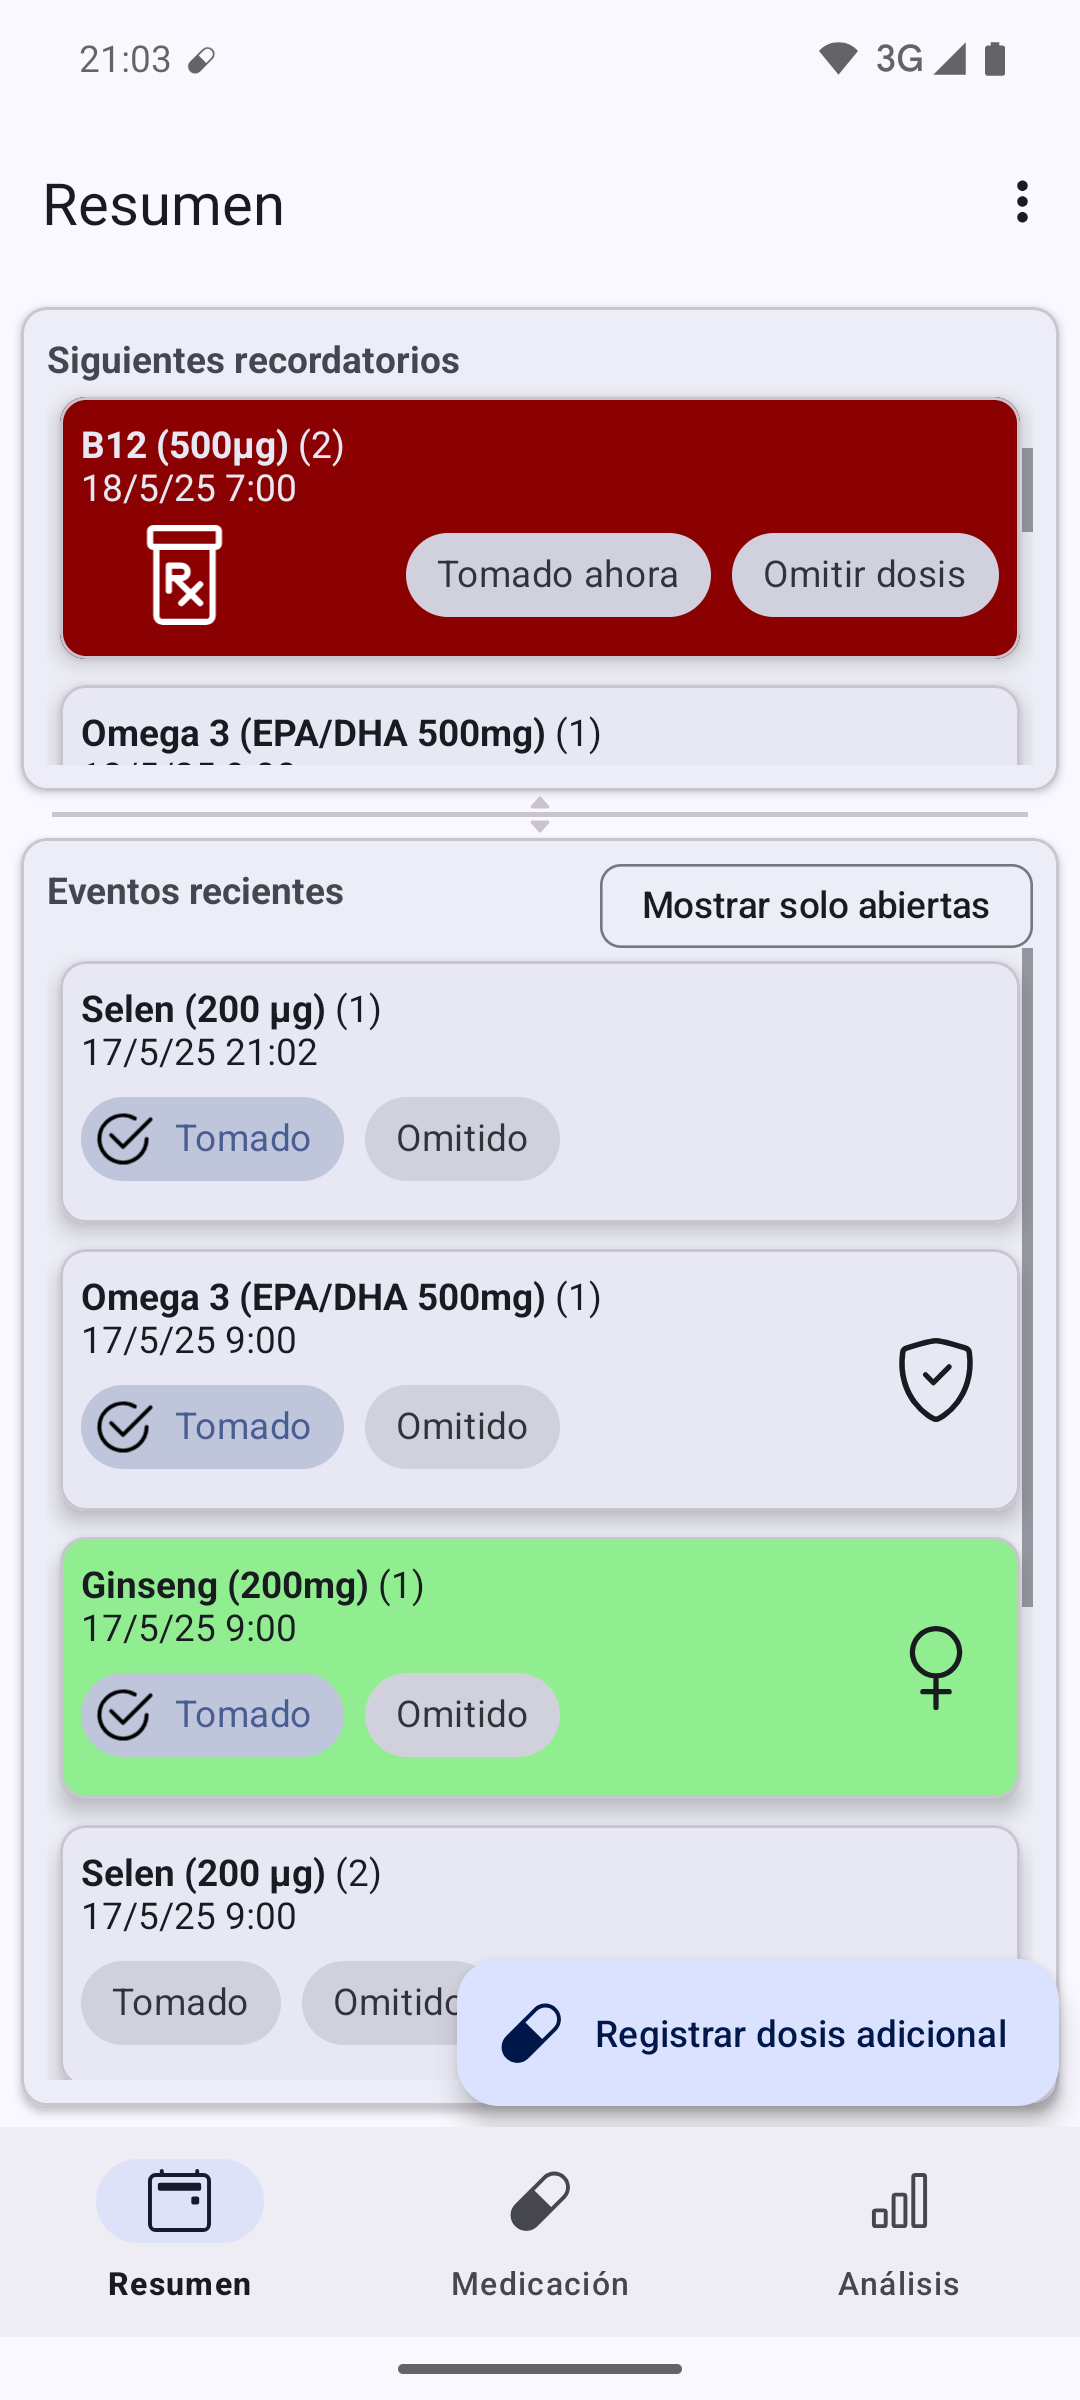 21:03
3G
Resumen
Siguientes recordatorios
B12 (500µg) (2)
18/5/25 7:00
Rx
Tomado ahora
Omitir dosis
Omega 3 (EPA/DHA 500mg) (1)
Eventos recientes
Mostrar solo abiertas
Selen (200 µg) (1)
17/5/25 21:02
Tomado
Omitido
Omega 3 (EPA/DHA 500mg) (1)
17/5/25 9:00
Tomado
Omitido
Ginseng (200mg) (1)
17/5/25 9:00
Tomado
Omitido
Selen (200 µg) (2)
17/5/25 9:00
Tomado
Omitido
Registrar dosis adicional
Resumen
Medicación
Análisis